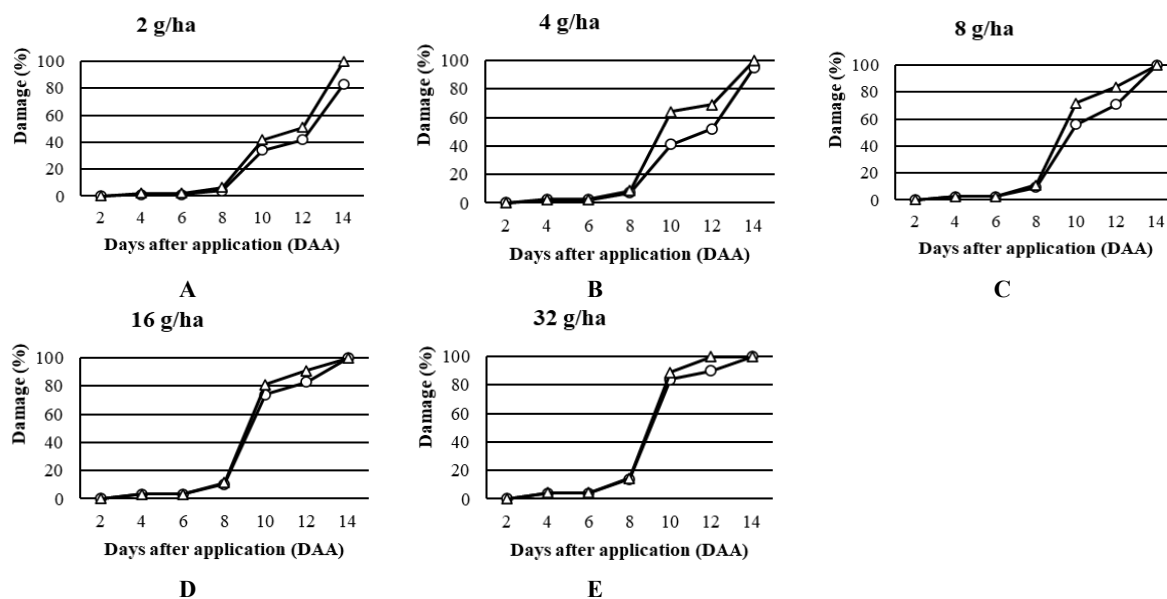 2 g/ha
Damage (%)
100
80
60
40
20
0
2 4 6 8 10 12 14
Days after application (DAA)
A
4 g/ha
Damage (%)
100
80
60
40
20
0
2 4 6 8 10 12 14
Days after application (DAA)
B
8 g/ha
Damage (%)
100
80
60
40
20
0
2 4 6 8 10 12 14
Days after application (DAA)
C
16 g/ha
Damage (%)
100
80
60
40
20
0
2 4 6 8 10 12 14
Days after application (DAA)
D
32 g/ha
Damage (%)
100
80
60
40
20
0
2 4 6 8 10 12 14
Days after application (DAA)
E